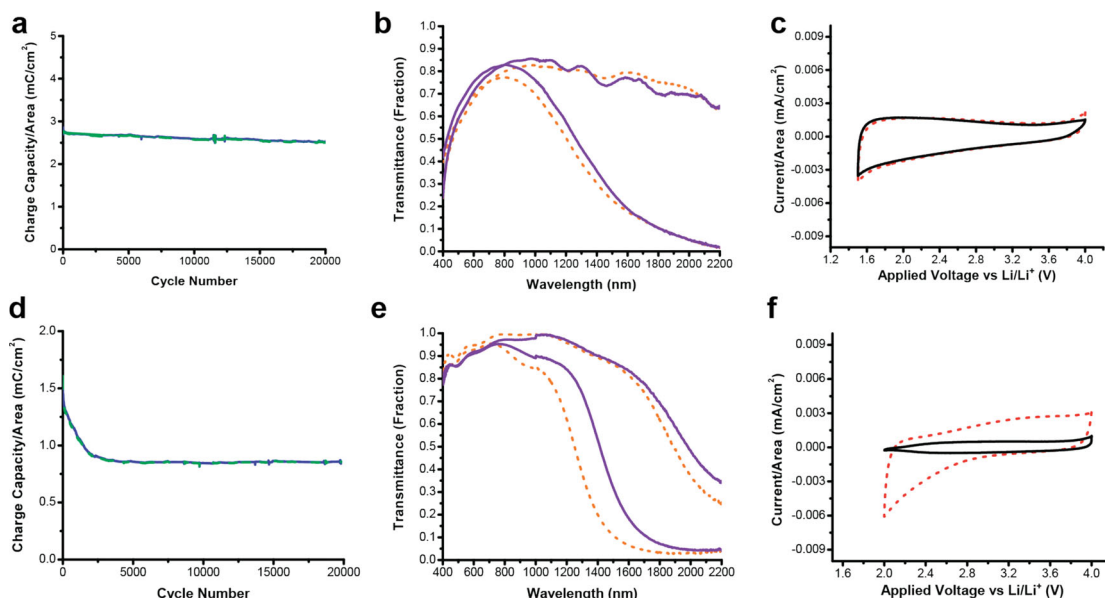 a
5
4
3
2
1
0
0 5000 10000 15000 20000
Charge Capacity/Area (mC/cm²)
Cycle Number
b
1.0
0.9
0.8
0.7
0.6
0.5
0.4
0.3
0.2
0.1
0.0
400 600 800 1000 1200 1400 1600 1800 2000 2200
Transmittance (Fraction)
Wavelength (nm)
c
0.009
0.006
0.003
0.000
-0.003
-0.006
-0.009
1.2 1.6 2.0 2.4 2.8 3.2 3.6 4.0
Current/Area (mA/cm²)
Applied Voltage vs Li/Li⁺ (V)
d
2.0
1.5
1.0
0.5
0.0
0 5000 10000 15000 20000
Charge Capacity/Area (mC/cm²)
Cycle Number
e
1.0
0.9
0.8
0.7
0.6
0.5
0.4
0.3
0.2
0.1
0.0
400 600 800 1000 1200 1400 1600 1800 2000 2200
Transmittance (Fraction)
Wavelength (nm)
f
0.009
0.006
0.003
0.000
-0.003
-0.006
-0.009
1.6 2.0 2.4 2.8 3.2 3.6 4.0
Current/Area (mA/cm²)
Applied Voltage vs Li/Li⁺ (V)